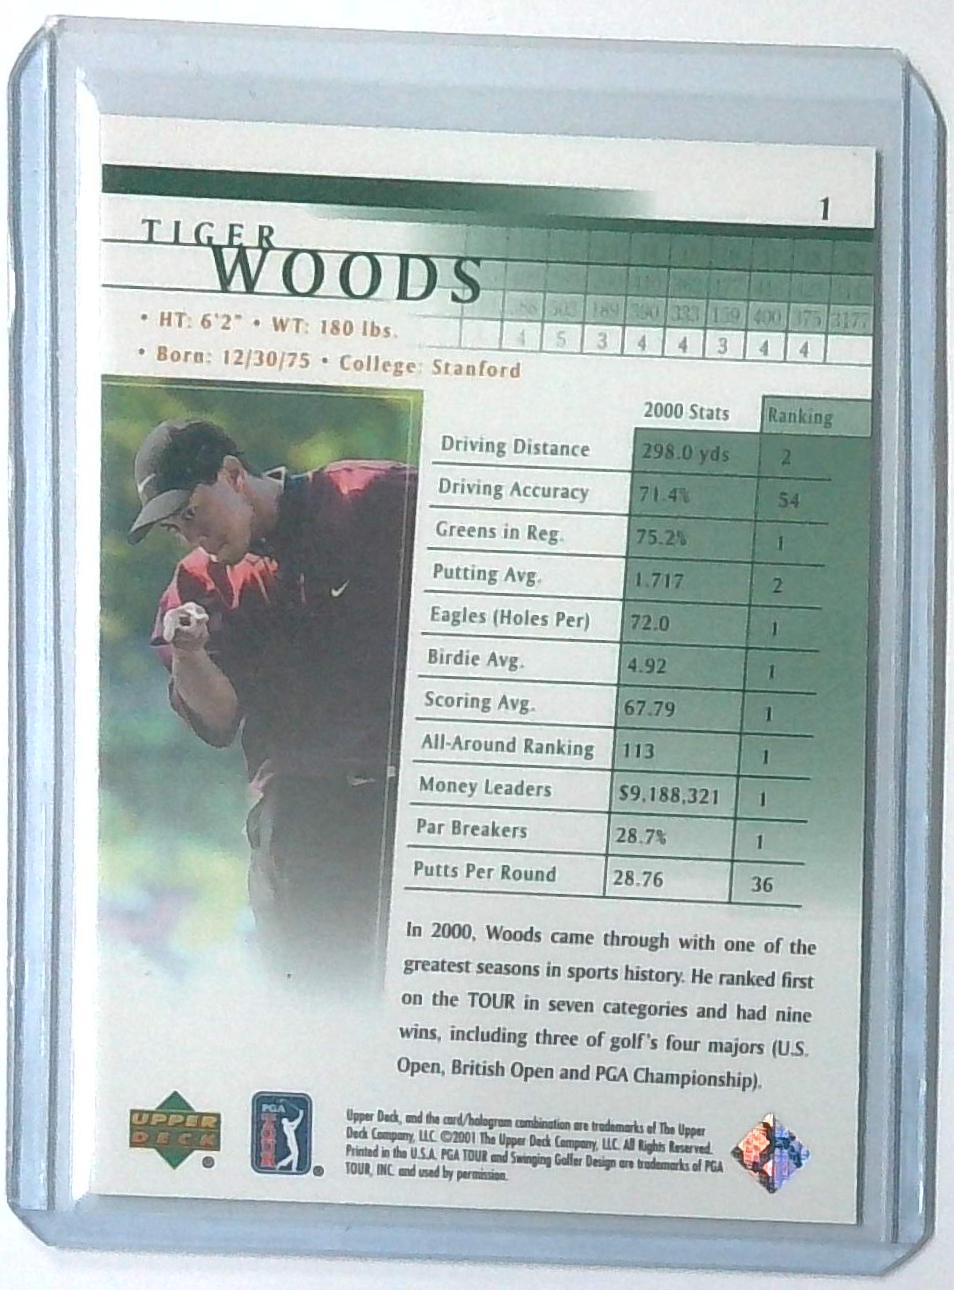 1
TIGER
WOODS
388 503 189 390 333 159 400 375 3177
4 5 3 4 4 3 4 4
• HT: 6'2" • WT: 180 lbs.
• Born: 12/30/75 • College: Stanford
2000 Stats Ranking
Driving Distance 298.0 yds 2
Driving Accuracy 71.4% 54
Greens in Reg. 75.2% 1
Putting Avg. 1.717 2
Eagles (Holes Per) 72.0 1
Birdie Avg. 4.92 1
Scoring Avg. 67.79 1
All-Around Ranking 113 1
Money Leaders $9,188,321 1
Par Breakers 28.7% 1
Putts Per Round 28.76 36
In 2000, Woods came through with one of the
greatest seasons in sports history. He ranked first
on the TOUR in seven categories and had nine
wins, including three of golf's four majors (U.S.
Open, British Open and PGA Championship).
UPPER
DECK
®
PGA
TOUR
®
Upper Deck, and the card/hologram combination are trademarks of The Upper
Deck Company, LLC. ©2001 The Upper Deck Company, LLC. All Rights Reserved.
Printed in the U.S.A. PGA TOUR and Swinging Golfer Design are trademarks of PGA
TOUR, INC. and used by permission.